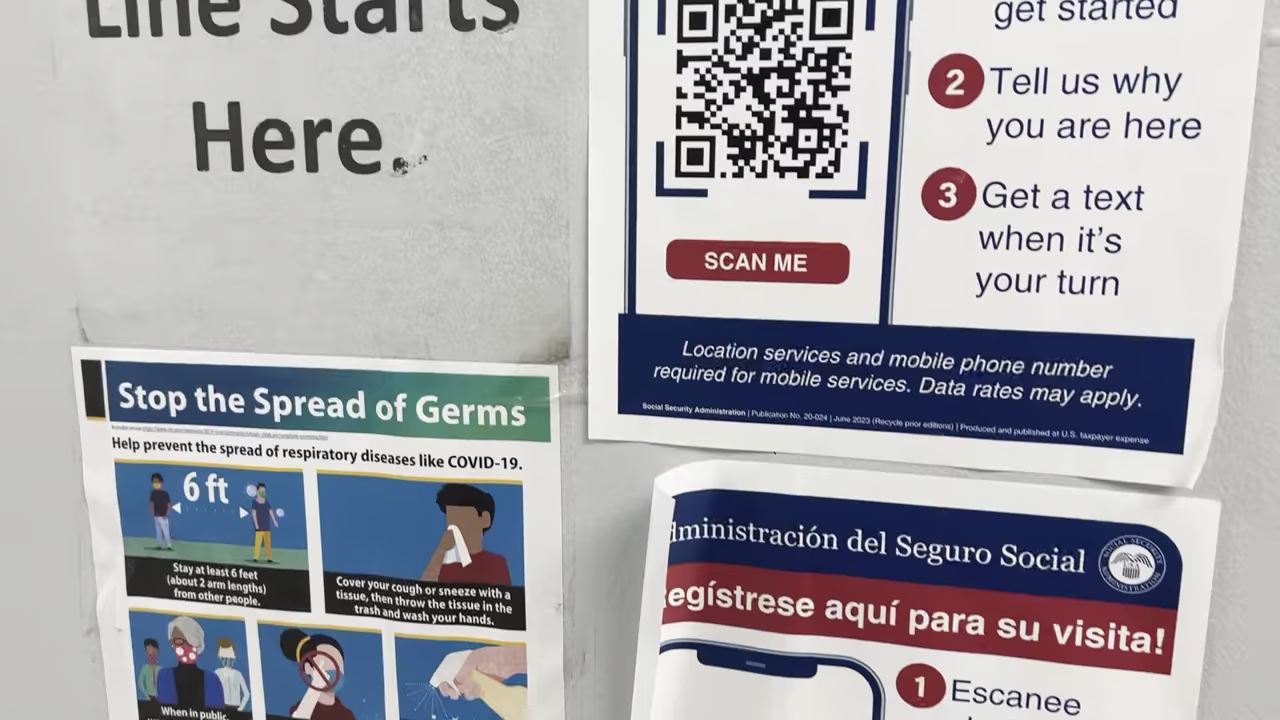 Line Starts
Here.
get started
2 Tell us why
you are here
3 Get a text
when it's
your turn
SCAN ME
Location services and mobile phone number
required for mobile services. Data rates may apply.
Social Security Administration | Publication No. 20-024 | June 2023 (Recycle prior editions) | Produced and published at U.S. taxpayer expense
Stop the Spread of Germs
Help prevent the spread of respiratory diseases like COVID-19.
6 ft
Stay at least 6 feet
(about 2 arm lengths)
from other people.
Cover your cough or sneeze with a
tissue, then throw the tissue in the
trash and wash your hands.
When in public,
dministración del Seguro Social
SOCIAL SECURITY
ADMINISTRATION
egístrese aquí para su visita!
1 Escanee